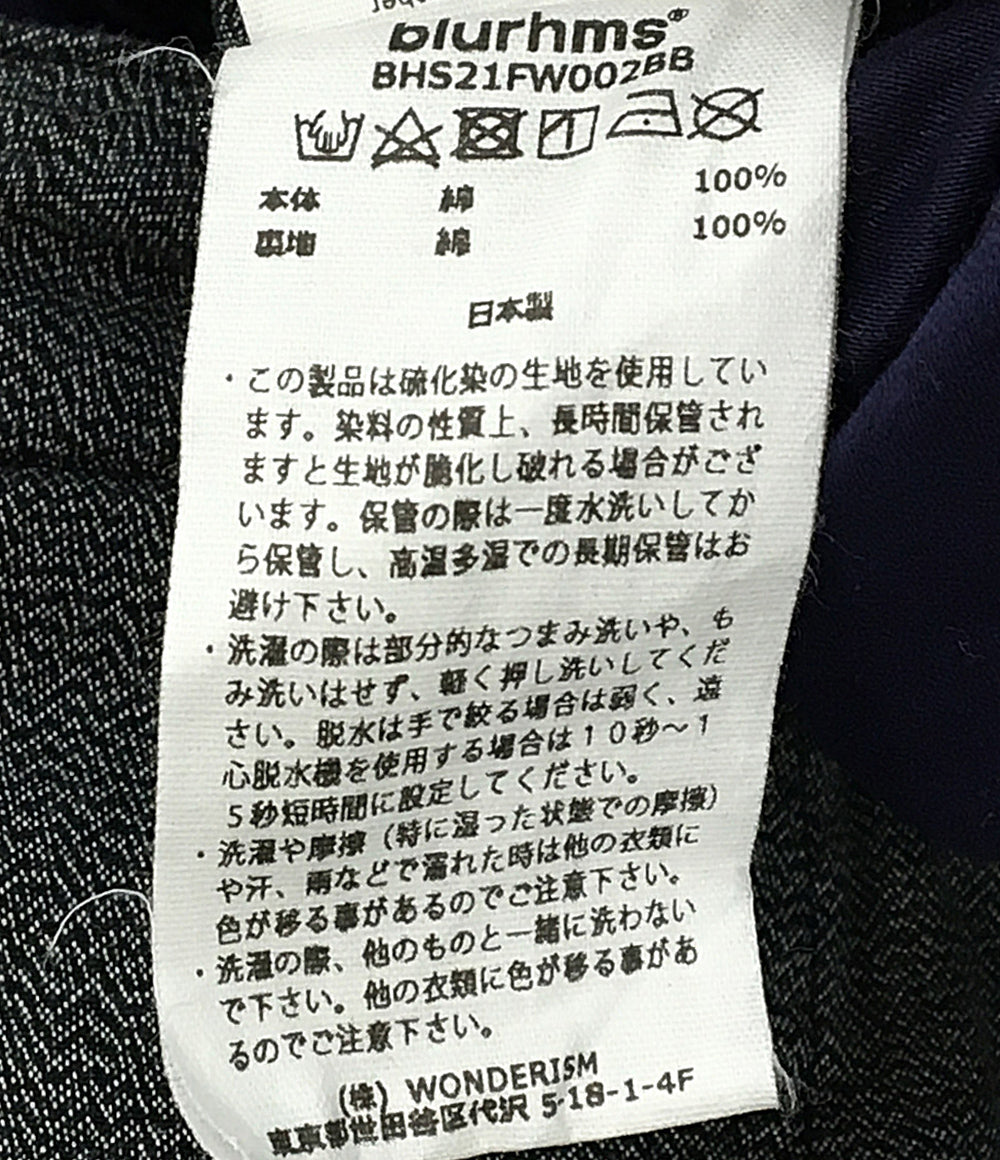 blurhms®
BHS21FW002BB
本体 綿 100%
裏地 綿 100%
日本製
・この製品は硫化染の生地を使用してい
ます。染料の性質上、長時間保管され
ますと生地が脆化し破れる場合がござ
います。保管の際は一度水洗いしてか
ら保管し、高温多湿での長期保管はお
避け下さい。
・洗濯の際は部分的なつまみ洗いや、も
み洗いはせず、軽く押し洗いしてくだ
さい。脱水は手で絞る場合は弱く、遠
心脱水機を使用する場合は10秒～1
5秒短時間に設定してください。
・洗濯や摩擦（特に湿った状態での摩擦）
や汗、雨などで濡れた時は他の衣類に
色が移る事があるのでご注意下さい。
・洗濯の際、他のものと一緒に洗わない
で下さい。他の衣類に色が移る事があ
るのでご注意下さい。
(株) WONDERISM
東京都世田谷区代沢 5-18-1-4F